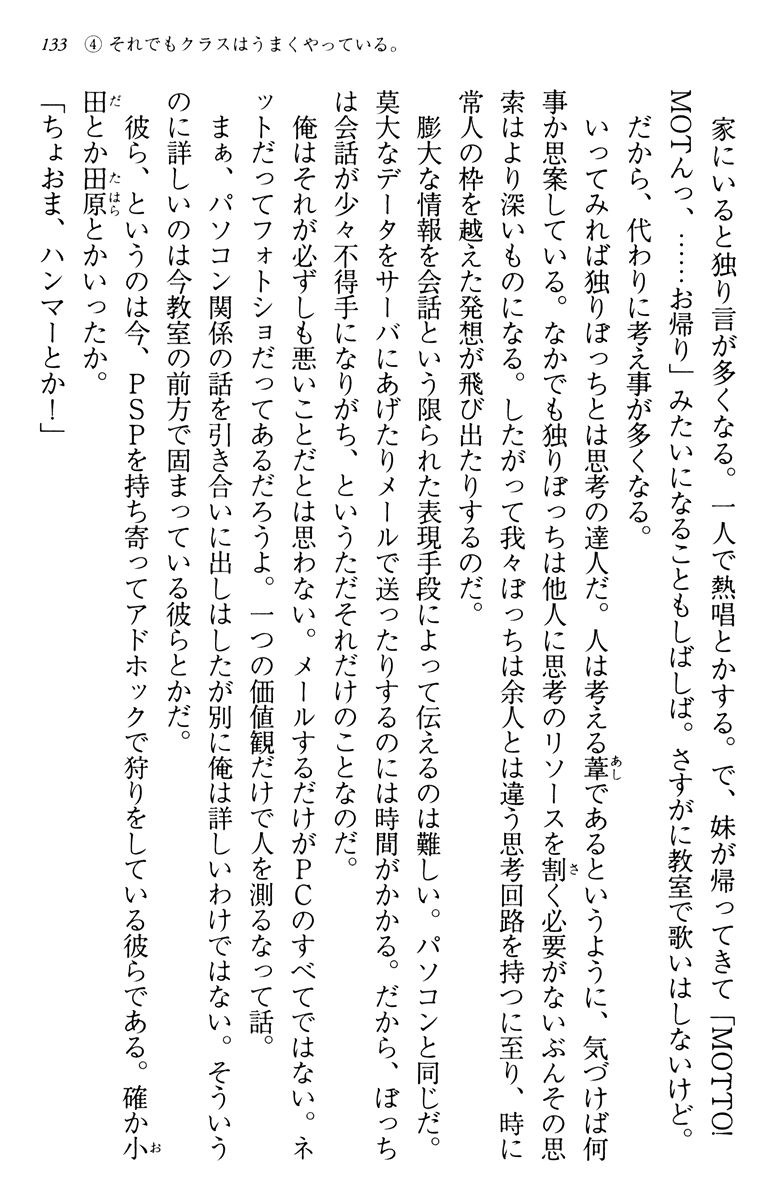 133 ④ それでもクラスはうまくやっている。
家にいると独り言が多くなる。一人で熱唱とかする。で、妹が帰ってきて「MOTTO!
MOTんっ、……お帰り」みたいになることもしばしば。さすがに教室で歌いはしないけど。
だから、代わりに考え事が多くなる。
いってみれば独りぼっちとは思考の達人だ。人は考える葦であるというように、気づけば何
事か思案している。なかでも独りぼっちは他人に思考のリソースを割く必要がないぶんその思
索はより深いものになる。したがって我々ぼっちは余人とは違う思考回路を持つに至り、時に
常人の枠を越えた発想が飛び出たりするのだ。
膨大な情報を会話という限られた表現手段によって伝えるのは難しい。パソコンと同じだ。
莫大なデータをサーバにあげたりメールで送ったりするのには時間がかかる。だから、ぼっち
は会話が少々不得手になりがち、というただそれだけのことなのだ。
俺はそれが必ずしも悪いことだとは思わない。メールするだけがPCのすべてではない。ネ
ットだってフォトショだってあるだろうよ。一つの価値観だけで人を測るなって話。
まぁ、パソコン関係の話を引き合いに出しはしたが別に俺は詳しいわけではない。そういう
のに詳しいのは今教室の前方で固まっている彼らとかだ。
彼ら、というのは今、PSPを持ち寄ってアドホックで狩りをしている彼らである。確か小
田とか田原とかいったか。
「ちょおま、ハンマーとか!」